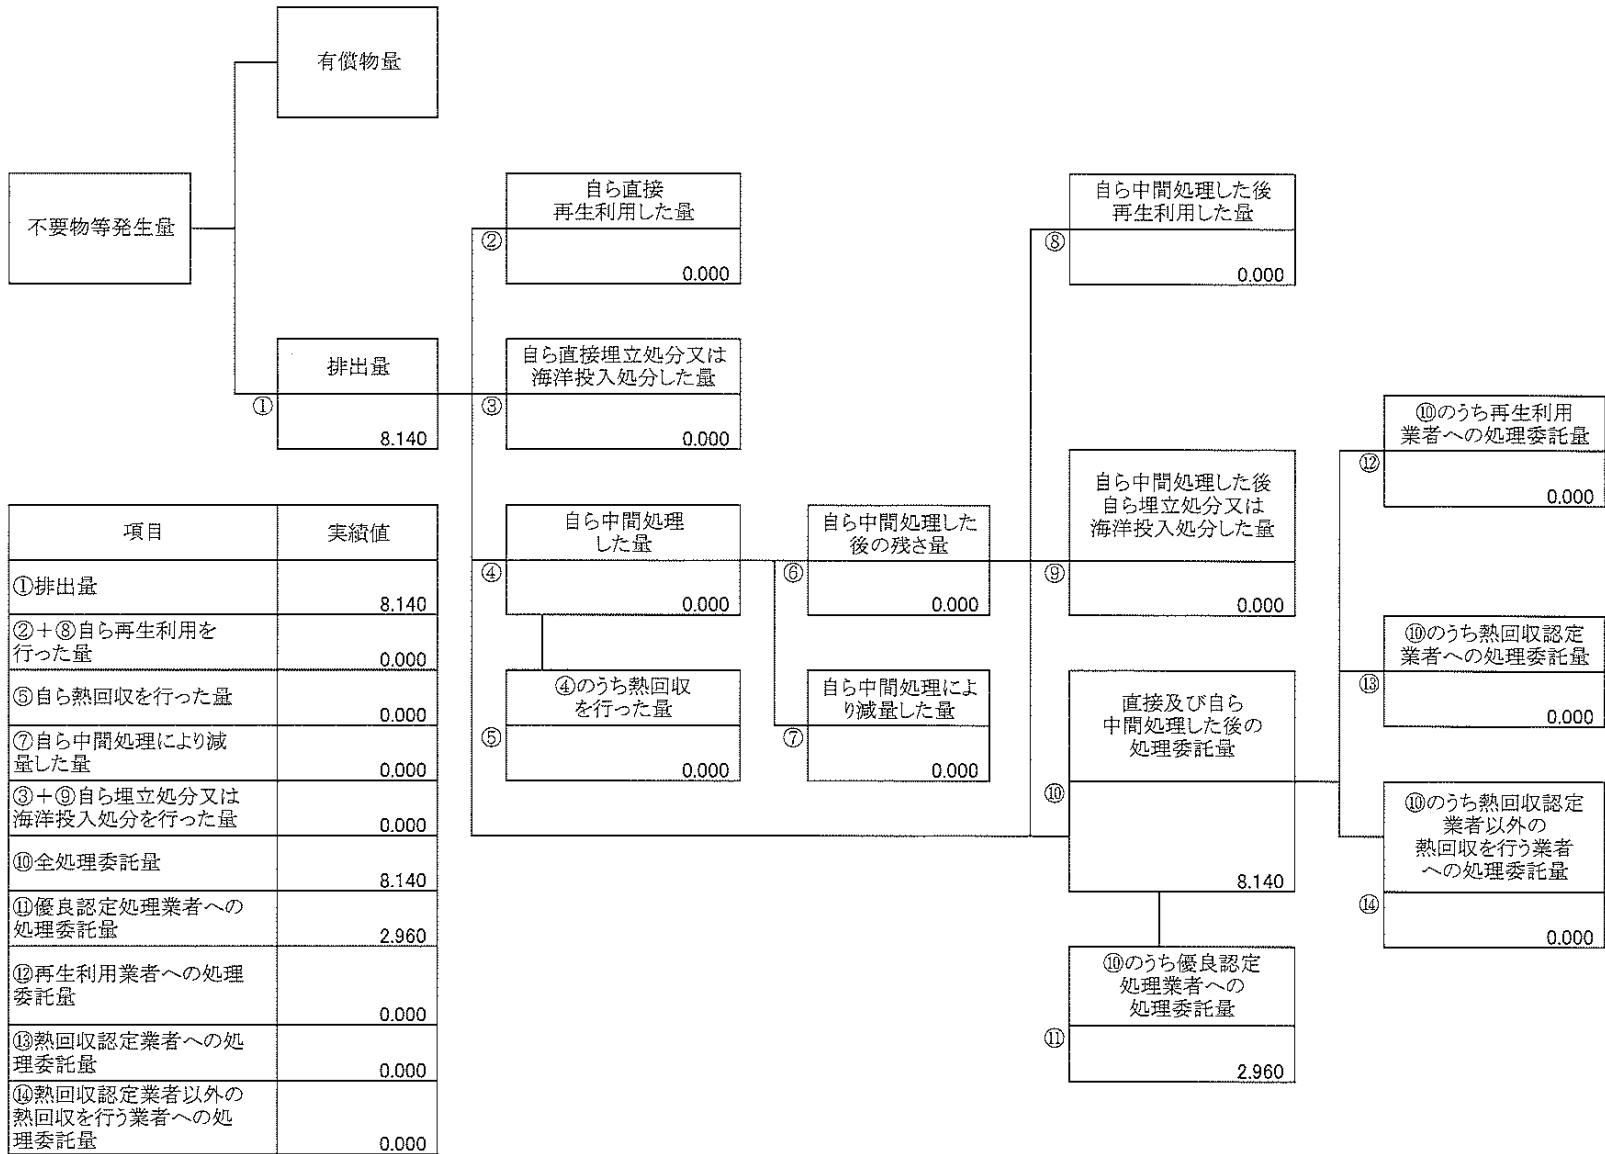 有償物量
不要物等発生量
自ら直接
再生利用した量
②
0.000
自ら中間処理した後
再生利用した量
⑧
0.000
排出量
①
8.140
自ら直接埋立処分又は
海洋投入処分した量
③
0.000
⑩のうち再生利用
業者への処理委託量
⑫
0.000
自ら中間処理
した量
④
0.000
自ら中間処理した
後の残さ量
⑥
0.000
自ら中間処理した後
自ら埋立処分又は
海洋投入処分した量
⑨
0.000
⑩のうち熱回収認定
業者への処理委託量
⑬
0.000
④のうち熱回収
を行った量
⑤
0.000
自ら中間処理によ
り減量した量
⑦
0.000
直接及び自ら
中間処理した後の
処理委託量
⑩
8.140
⑩のうち熱回収認定
業者以外の
熱回収を行う業者
への処理委託量
⑭
0.000
⑩のうち優良認定
処理業者への
処理委託量
⑪
2.960
項目 実績値
①排出量
8.140
②+⑧自ら再生利用を
行った量 0.000
⑤自ら熱回収を行った量
0.000
⑦自ら中間処理により減
量した量 0.000
③+⑨自ら埋立処分又は
海洋投入処分を行った量 0.000
⑩全処理委託量
8.140
⑪優良認定処理業者への
処理委託量 2.960
⑫再生利用業者への処理
委託量
0.000
⑬熱回収認定業者への処
理委託量 0.000
⑭熱回収認定業者以外の
熱回収を行う業者への処
理委託量 0.000